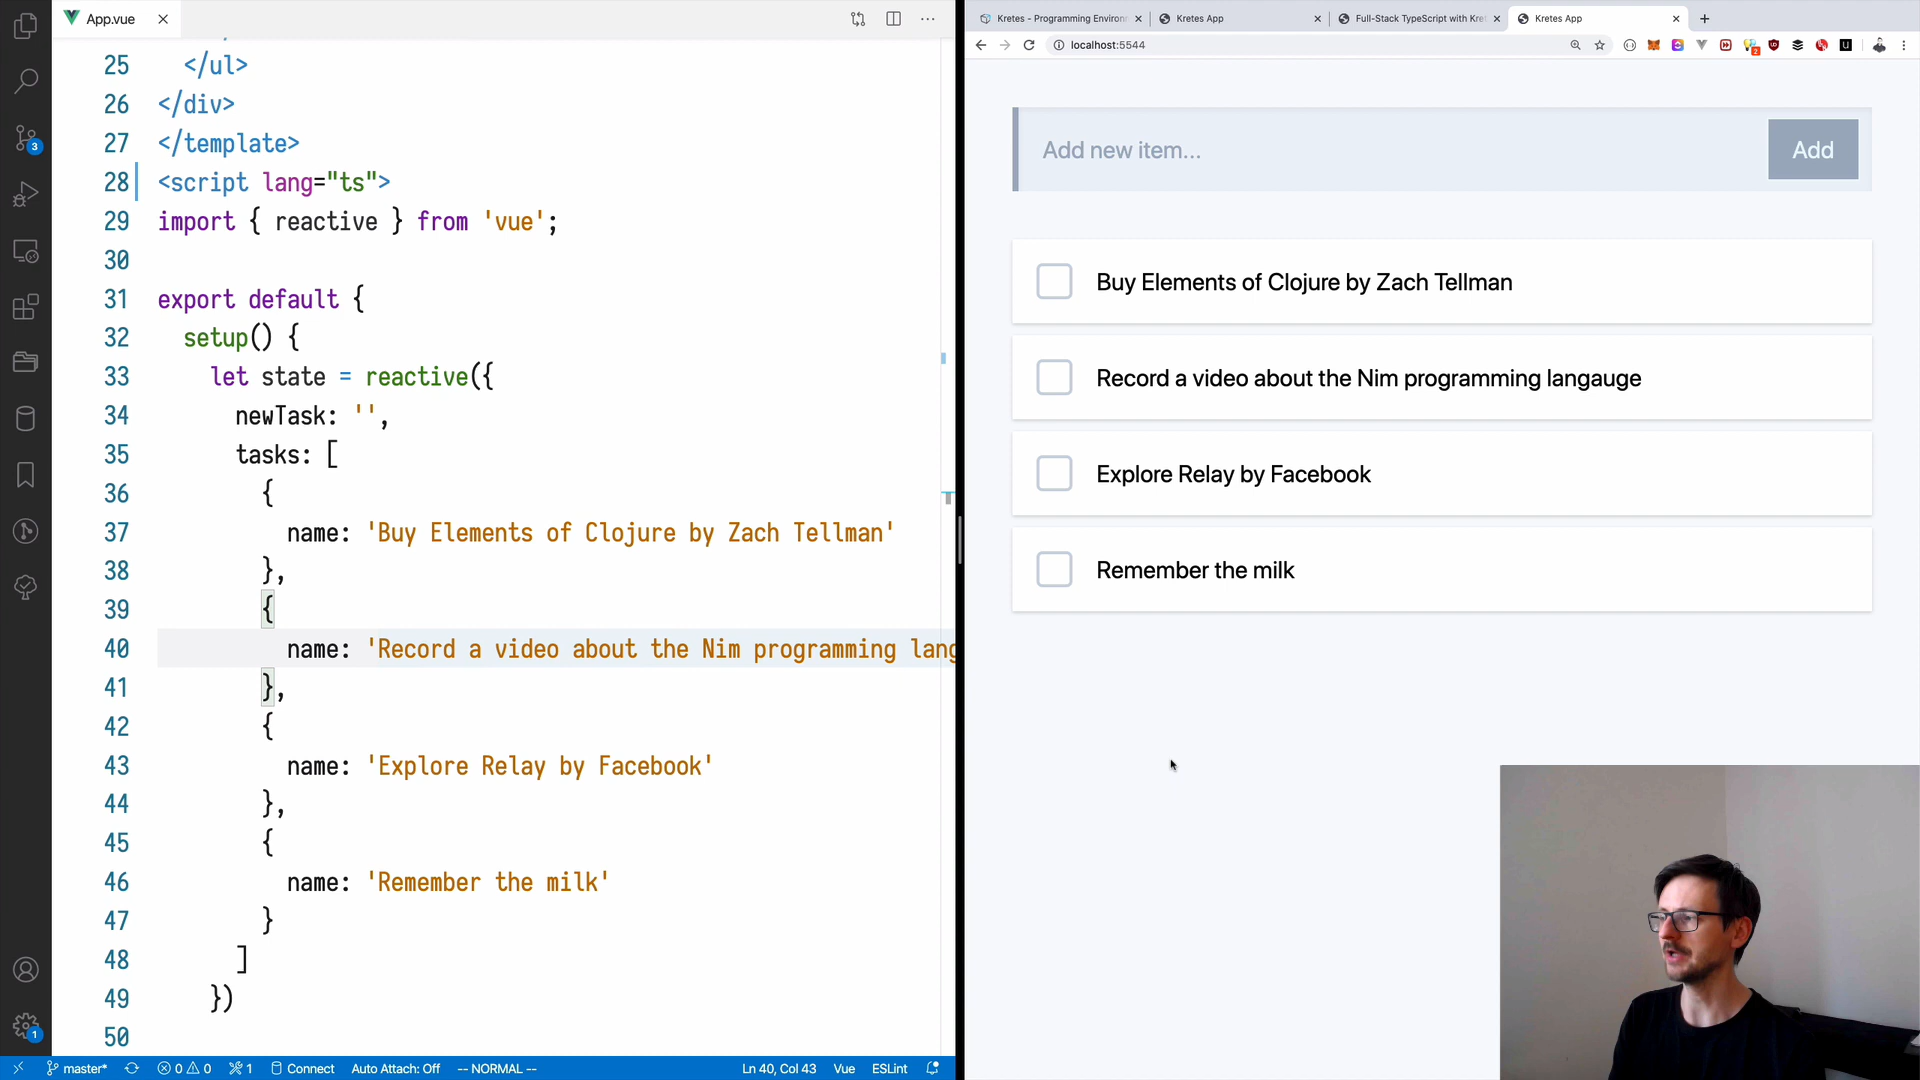 App.vue
25 </ul>
26 </div>
27 </template>
28 <script lang="ts">
29 import { reactive } from 'vue';
30
31 export default {
32 setup() {
33 let state = reactive({
34 newTask: '',
35 tasks: [
36 {
37 name: 'Buy Elements of Clojure by Zach Tellman'
38 },
39 {
40 name: 'Record a video about the Nim programming lang
41 },
42 {
43 name: 'Explore Relay by Facebook'
44 },
45 {
46 name: 'Remember the milk'
47 }
48 ]
49 })
50
3
1
master* 0 0 1 Connect Auto Attach: Off -- NORMAL -- Ln 40, Col 43 Vue ESLint
Kretes - Programming Environ Kretes App Full-Stack TypeScript with Kre Kretes App
localhost:5544
2
Add new item... Add
Buy Elements of Clojure by Zach Tellman
Record a video about the Nim programming langauge
Explore Relay by Facebook
Remember the milk